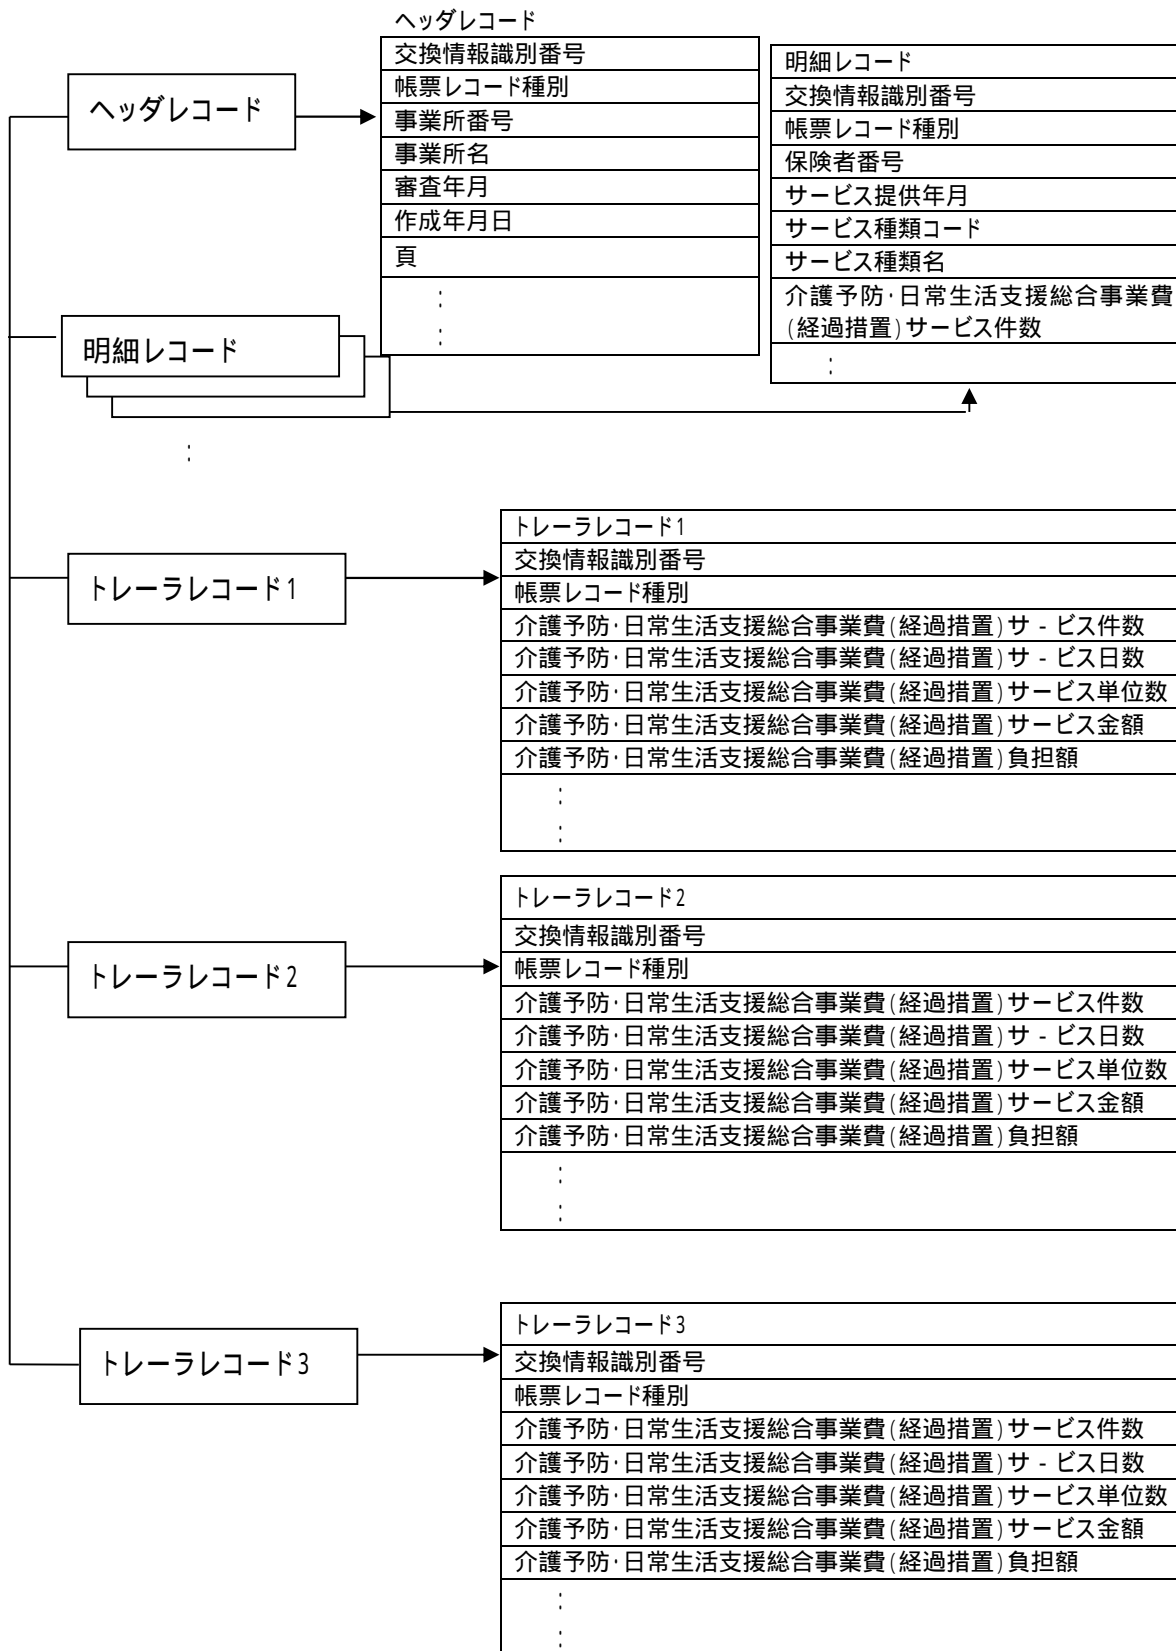 ヘッダレコード
ヘッダレコード
交換情報識別番号
帳票レコード種別
事業所番号
事業所名
審査年月
作成年月日
頁
:
:
明細レコード
:
明細レコード
交換情報識別番号
帳票レコード種別
保険者番号
サービス提供年月
サービス種類コード
サービス種類名
介護予防・日常生活支援総合事業費
(経過措置)サービス件数
:
トレーラレコード1
トレーラレコード1
交換情報識別番号
帳票レコード種別
介護予防・日常生活支援総合事業費(経過措置)サ-ビス件数
介護予防・日常生活支援総合事業費(経過措置)サ-ビス日数
介護予防・日常生活支援総合事業費(経過措置)サービス単位数
介護予防・日常生活支援総合事業費(経過措置)サービス金額
介護予防・日常生活支援総合事業費(経過措置)負担額
:
:
トレーラレコード2
トレーラレコード2
交換情報識別番号
帳票レコード種別
介護予防・日常生活支援総合事業費(経過措置)サービス件数
介護予防・日常生活支援総合事業費(経過措置)サ-ビス日数
介護予防・日常生活支援総合事業費(経過措置)サービス単位数
介護予防・日常生活支援総合事業費(経過措置)サービス金額
介護予防・日常生活支援総合事業費(経過措置)負担額
:
:
トレーラレコード3
トレーラレコード3
交換情報識別番号
帳票レコード種別
介護予防・日常生活支援総合事業費(経過措置)サービス件数
介護予防・日常生活支援総合事業費(経過措置)サ-ビス日数
介護予防・日常生活支援総合事業費(経過措置)サービス単位数
介護予防・日常生活支援総合事業費(経過措置)サービス金額
介護予防・日常生活支援総合事業費(経過措置)負担額
:
: